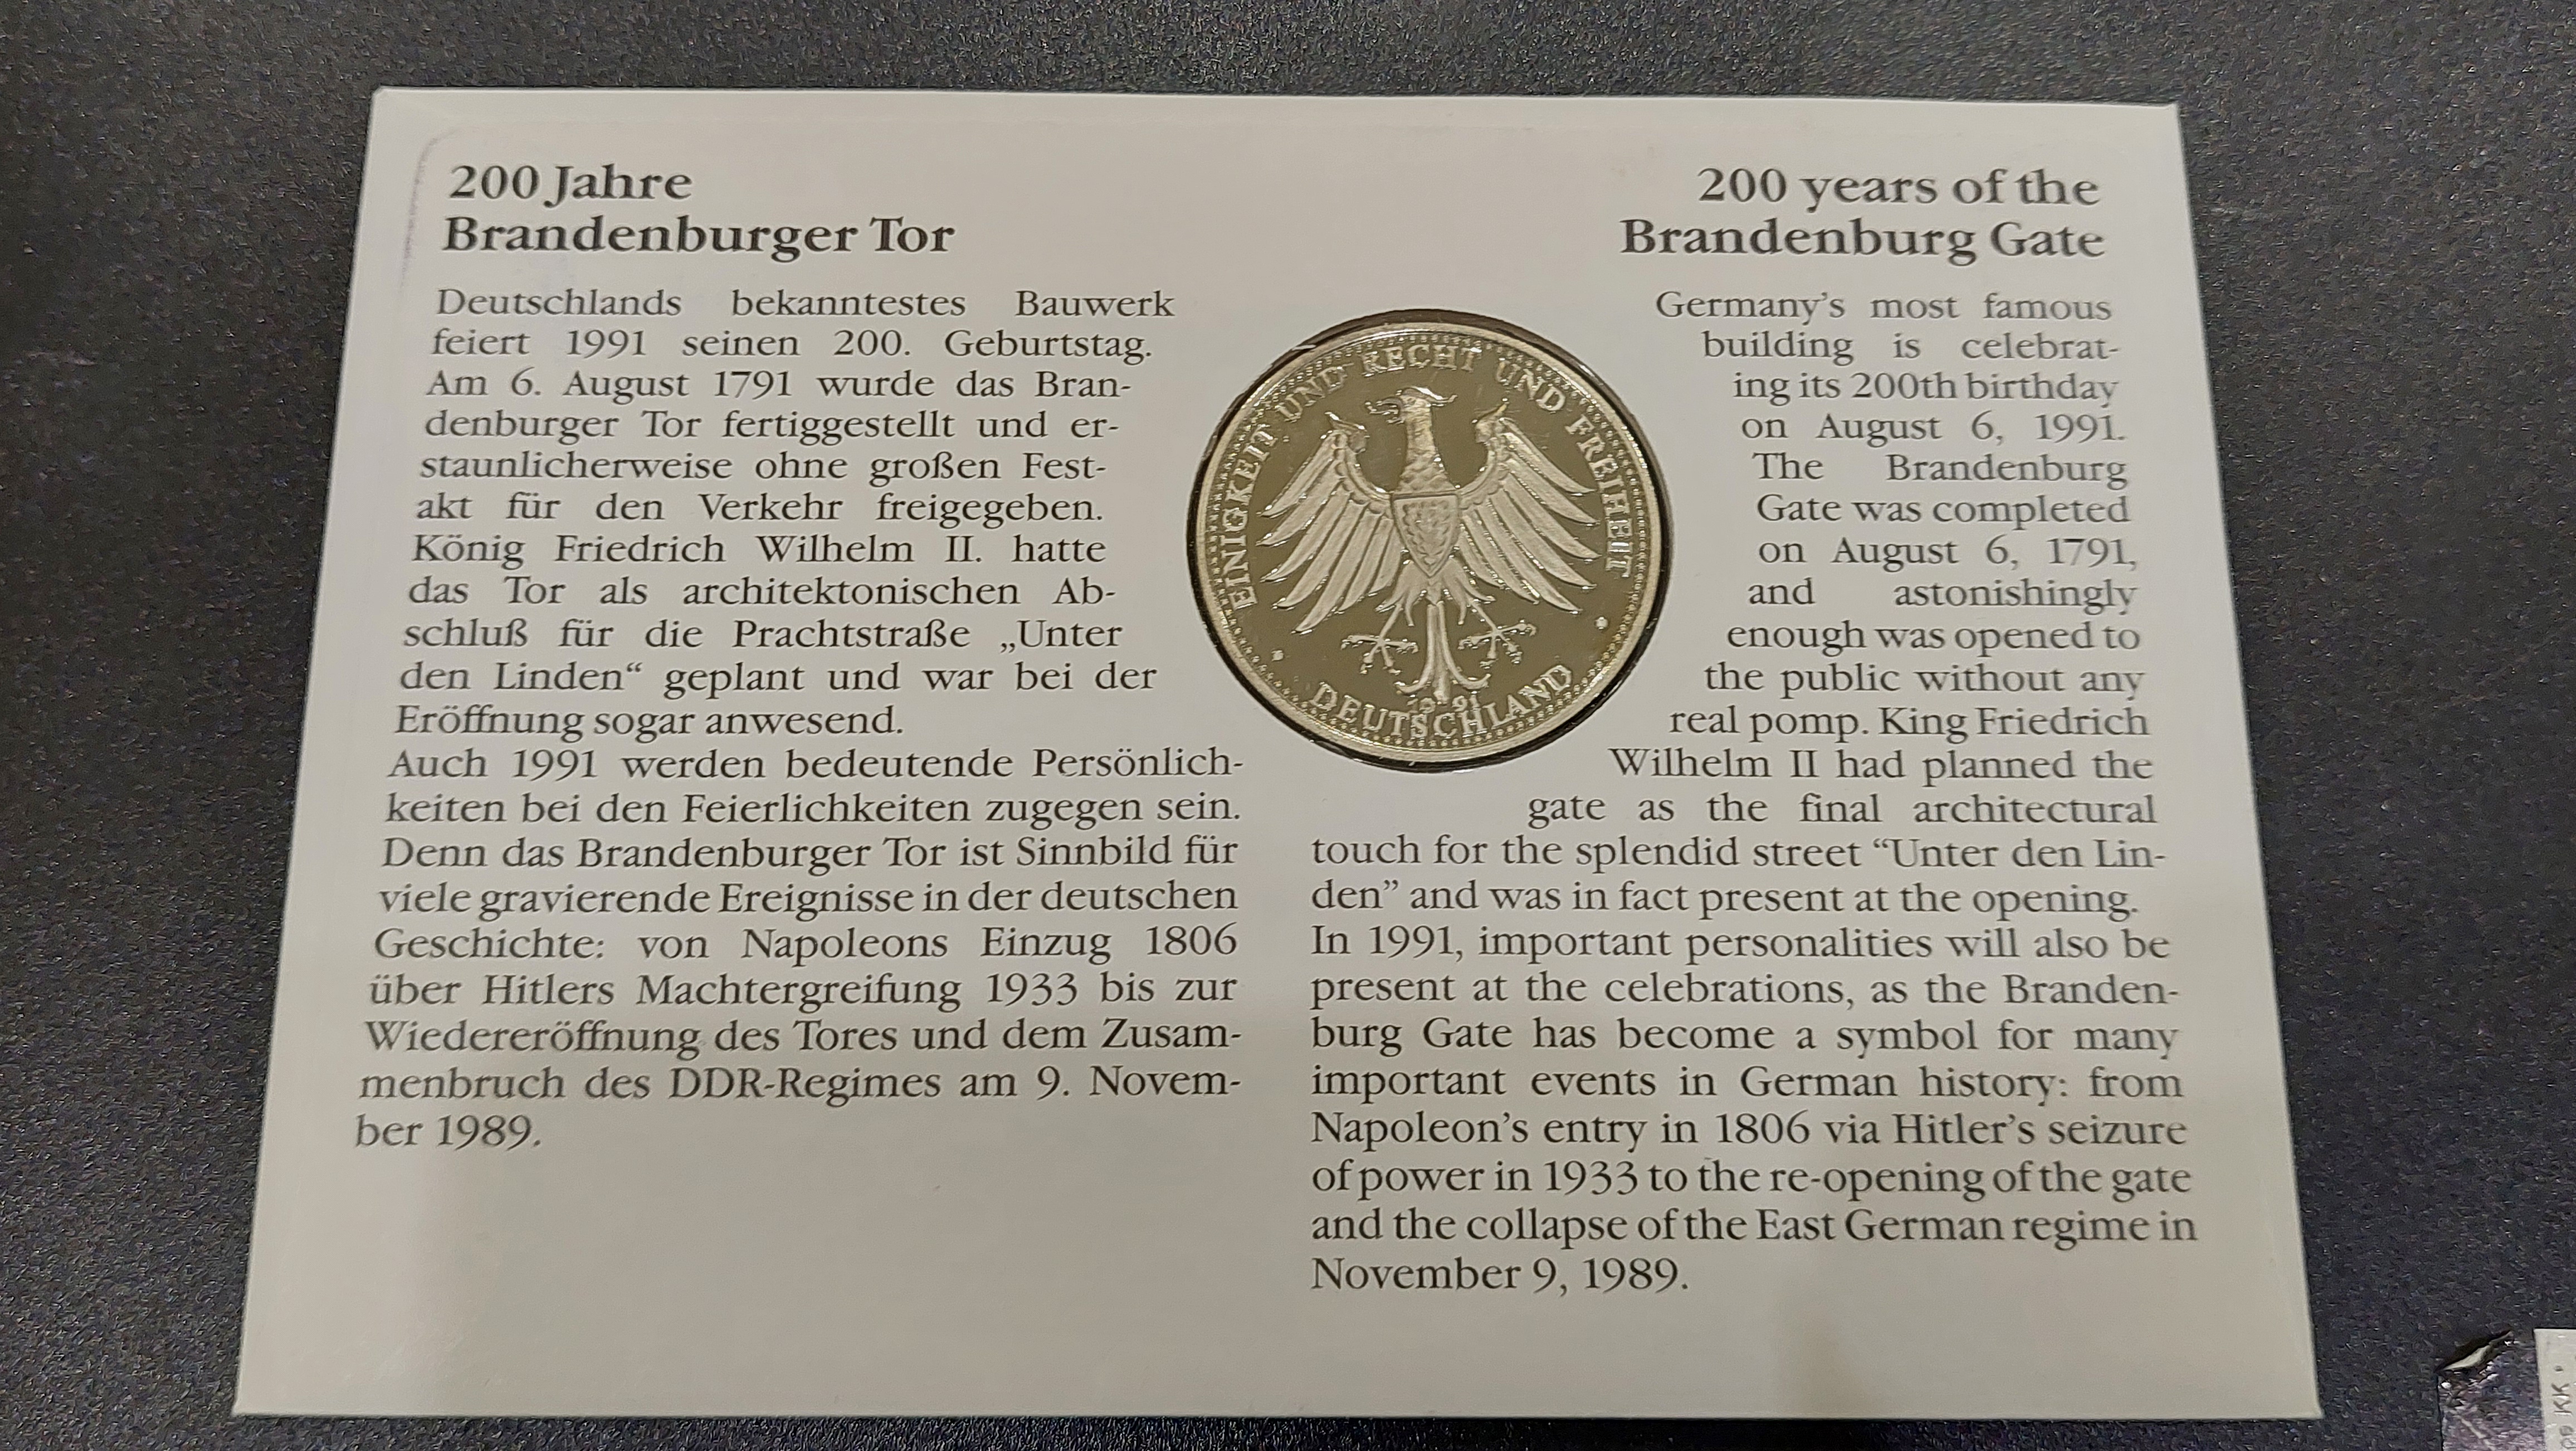 200 Jahre
Brandenburger Tor
Deutschlands bekanntestes Bauwerk
feiert 1991 seinen 200. Geburtstag.
Am 6. August 1791 wurde das Bran-
denburger Tor fertiggestellt und er-
staunlicherweise ohne großen Fest-
akt für den Verkehr freigegeben.
König Friedrich Wilhelm II. hatte
das Tor als architektonischen Ab-
schluß für die Prachtstraße „Unter
den Linden“ geplant und war bei der
Eröffnung sogar anwesend.
Auch 1991 werden bedeutende Persönlich-
keiten bei den Feierlichkeiten zugegen sein.
Denn das Brandenburger Tor ist Sinnbild für
viele gravierende Ereignisse in der deutschen
Geschichte: von Napoleons Einzug 1806
über Hitlers Machtergreifung 1933 bis zur
Wiedereröffnung des Tores und dem Zusam-
menbruch des DDR-Regimes am 9. Novem-
ber 1989.
EINIGKEIT UND RECHT UND FREIHEIT
1991
DEUTSCHLAND
200 years of the
Brandenburg Gate
Germany’s most famous
building is celebrat-
ing its 200th birthday
on August 6, 1991.
The Brandenburg
Gate was completed
on August 6, 1791,
and astonishingly
enough was opened to
the public without any
real pomp. King Friedrich
Wilhelm II had planned the
gate as the final architectural
touch for the splendid street “Unter den Lin-
den” and was in fact present at the opening.
In 1991, important personalities will also be
present at the celebrations, as the Branden-
burg Gate has become a symbol for many
important events in German history: from
Napoleon’s entry in 1806 via Hitler’s seizure
of power in 1933 to the re-opening of the gate
and the collapse of the East German regime in
November 9, 1989.